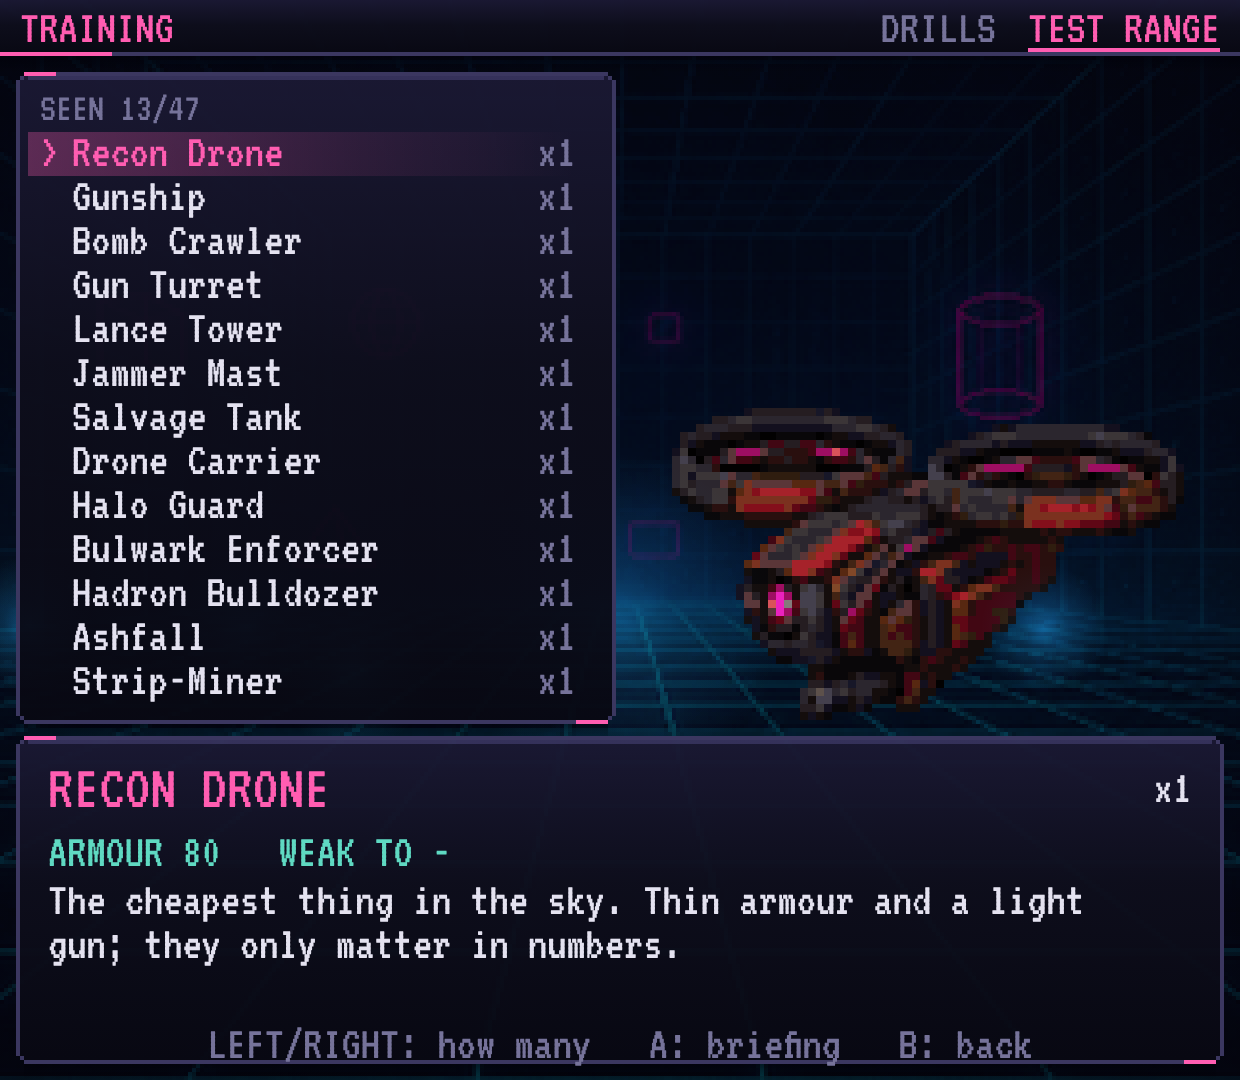 TRAINING
DRILLS TEST RANGE
SEEN 13/47
> Recon Drone x1
Gunship x1
Bomb Crawler x1
Gun Turret x1
Lance Tower x1
Jammer Mast x1
Salvage Tank x1
Drone Carrier x1
Halo Guard x1
Bulwark Enforcer x1
Hadron Bulldozer x1
Ashfall x1
Strip-Miner x1
RECON DRONE x1
ARMOUR 80 WEAK TO -
The cheapest thing in the sky. Thin armour and a light
gun; they only matter in numbers.
LEFT/RIGHT: how many A: briefing B: back